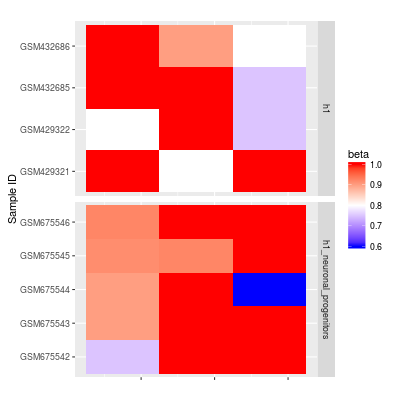 GSM432686
GSM432685
GSM429322
GSM429321
h1
GSM675546
GSM675545
GSM675544
GSM675543
GSM675542
h1_neuronal_progenitors
Sample ID
beta
1.0
0.9
0.8
0.7
0.6